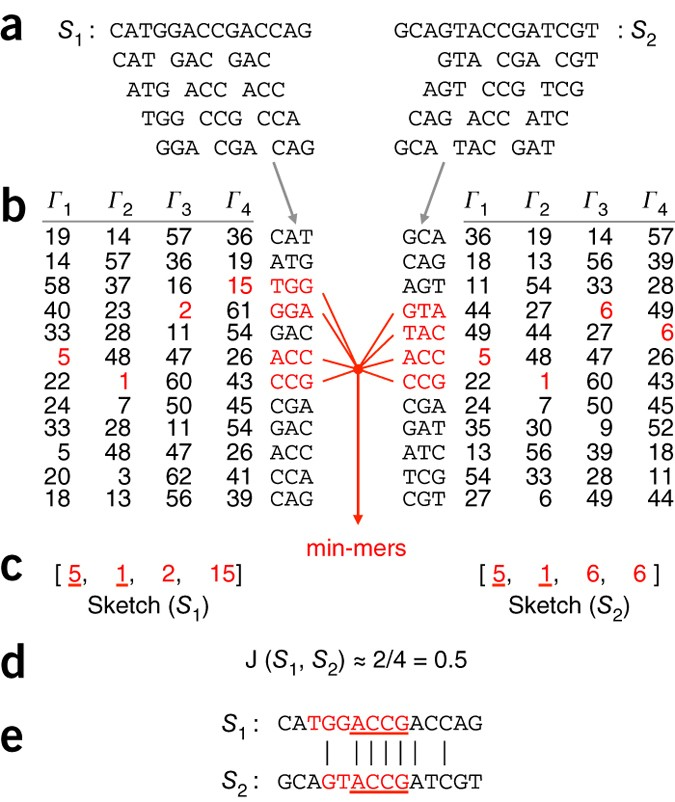 a
S1 : CATGGACCGACCAG GCAGTACCGATCGT : S2
CAT GAC GAC GTA CGA CGT
ATG ACC ACC AGT CCG TCG
TGG CCG CCA CAG ACC ATC
GGA CGA CAG GCA TAC GAT
b
Γ1 Γ2 Γ3 Γ4 Γ1 Γ2 Γ3 Γ4
19 14 57 36 CAT GCA 36 19 14 57
14 57 36 19 ATG CAG 18 13 56 39
58 37 16 15 TGG AGT 11 54 33 28
40 23 2 61 GGA GTA 44 27 6 49
33 28 11 54 GAC TAC 49 44 27 6
5 48 47 26 ACC ACC 5 48 47 26
22 1 60 43 CCG CCG 22 1 60 43
24 7 50 45 CGA CGA 24 7 50 45
33 28 11 54 GAC GAT 35 30 9 52
5 48 47 26 ACC ATC 13 56 39 18
20 3 62 41 CCA TCG 54 33 28 11
18 13 56 39 CAG CGT 27 6 49 44
min-mers
c
[ 5, 1, 2, 15] [ 5, 1, 6, 6 ]
Sketch (S1) Sketch (S2)
d
J (S1, S2) ≈ 2/4 = 0.5
e
S1 : CATGGACCGACCAG
S2 : GCAGTACCGATCGT